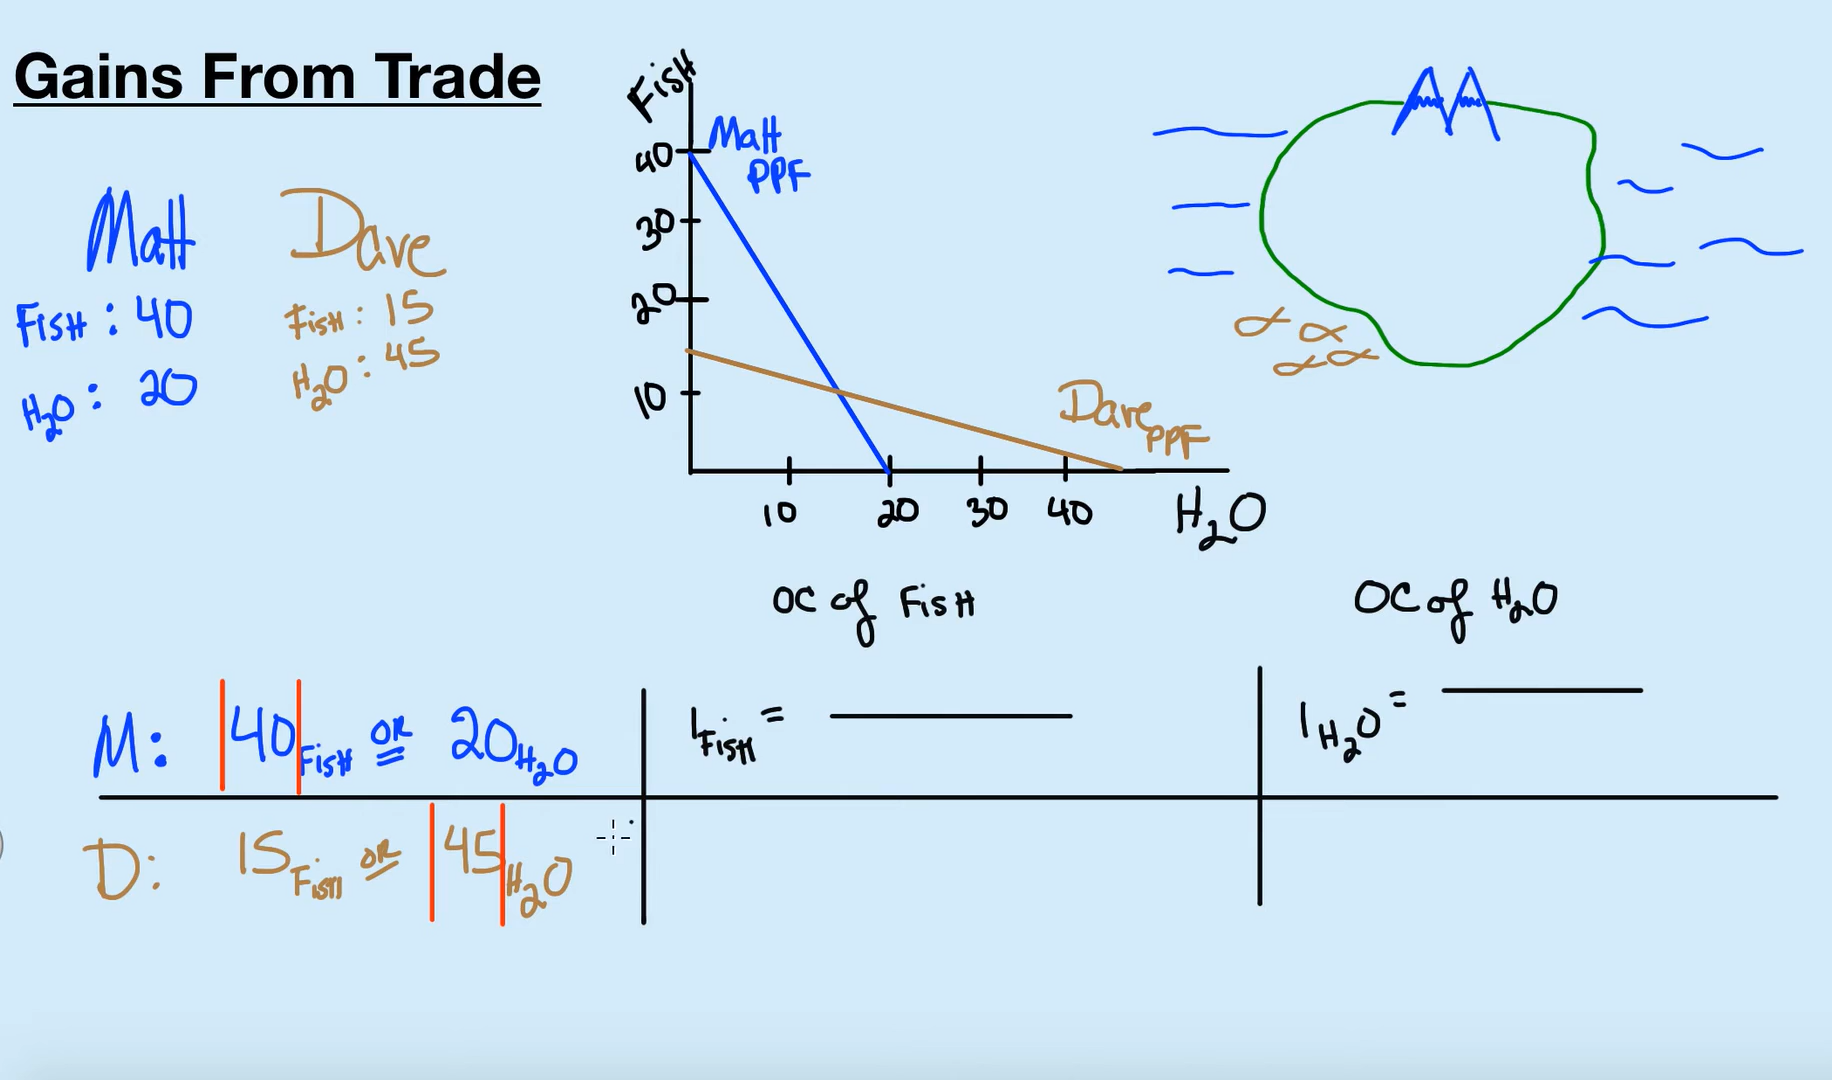 Gains From Trade
Matt
Fish : 40
H₂O : 20
Dave
Fish : 15
H₂O : 45
Fish
40
30
20
10
Matt
PPF
Dave
PPF
10 20 30 40
H₂O
OC of Fish
OC of H₂O
M: 40 Fish or 20 H₂O
1 Fish =
1 H₂O =
D: 15 Fish or 45 H₂O